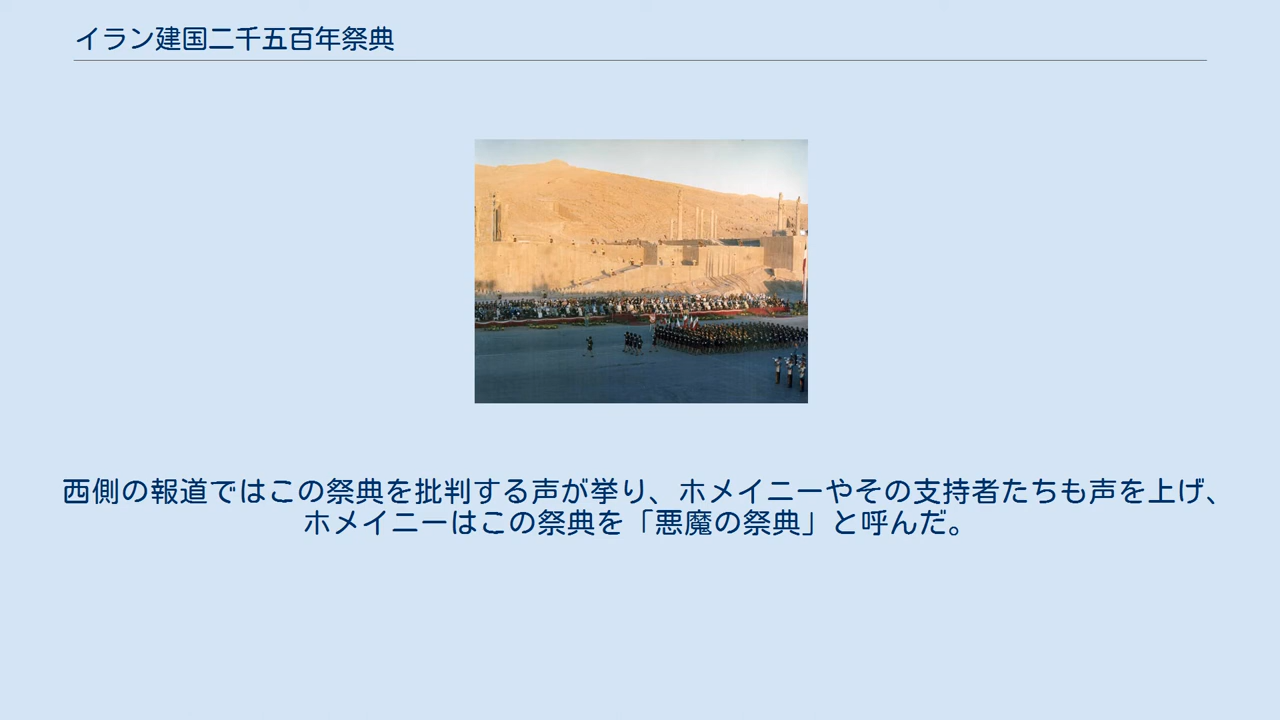 イラン建国二千五百年祭典
西側の報道ではこの祭典を批判する声が挙り、ホメイニーやその支持者たちも声を上げ、
ホメイニーはこの祭典を「悪魔の祭典」と呼んだ。